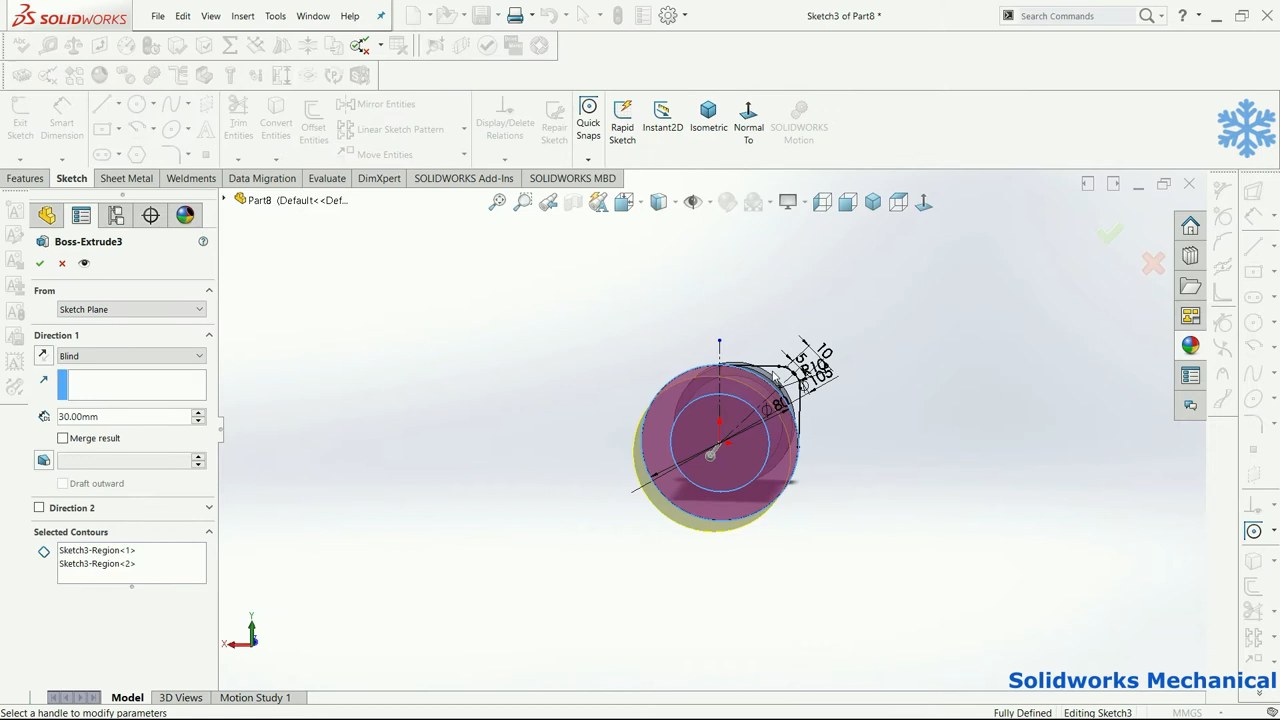 SOLIDWORKS
File Edit View Insert Tools Window Help
Sketch3 of Part8 *
Search Commands
Exit Sketch
Smart Dimension
Trim Entities
Convert Entities
Offset Entities
Mirror Entities
Linear Sketch Pattern
Move Entities
Display/Delete Relations
Repair Sketch
Quick Snaps
Rapid Sketch
Instant2D
Isometric
Normal To
SOLIDWORKS Motion
Features Sketch Sheet Metal Weldments Data Migration Evaluate DimXpert SOLIDWORKS Add-Ins SOLIDWORKS MBD
Part8 (Default<<Def...
Boss-Extrude3
From
Sketch Plane
Direction 1
Blind
30.00mm
Merge result
Draft outward
Direction 2
Selected Contours
Sketch3-Region<1>
Sketch3-Region<2>
10
5
R10
∅105
∅80
Y
X
Solidworks Mechanical
Model 3D Views Motion Study 1
Select a handle to modify parameters
Fully Defined Editing Sketch3 MMGS